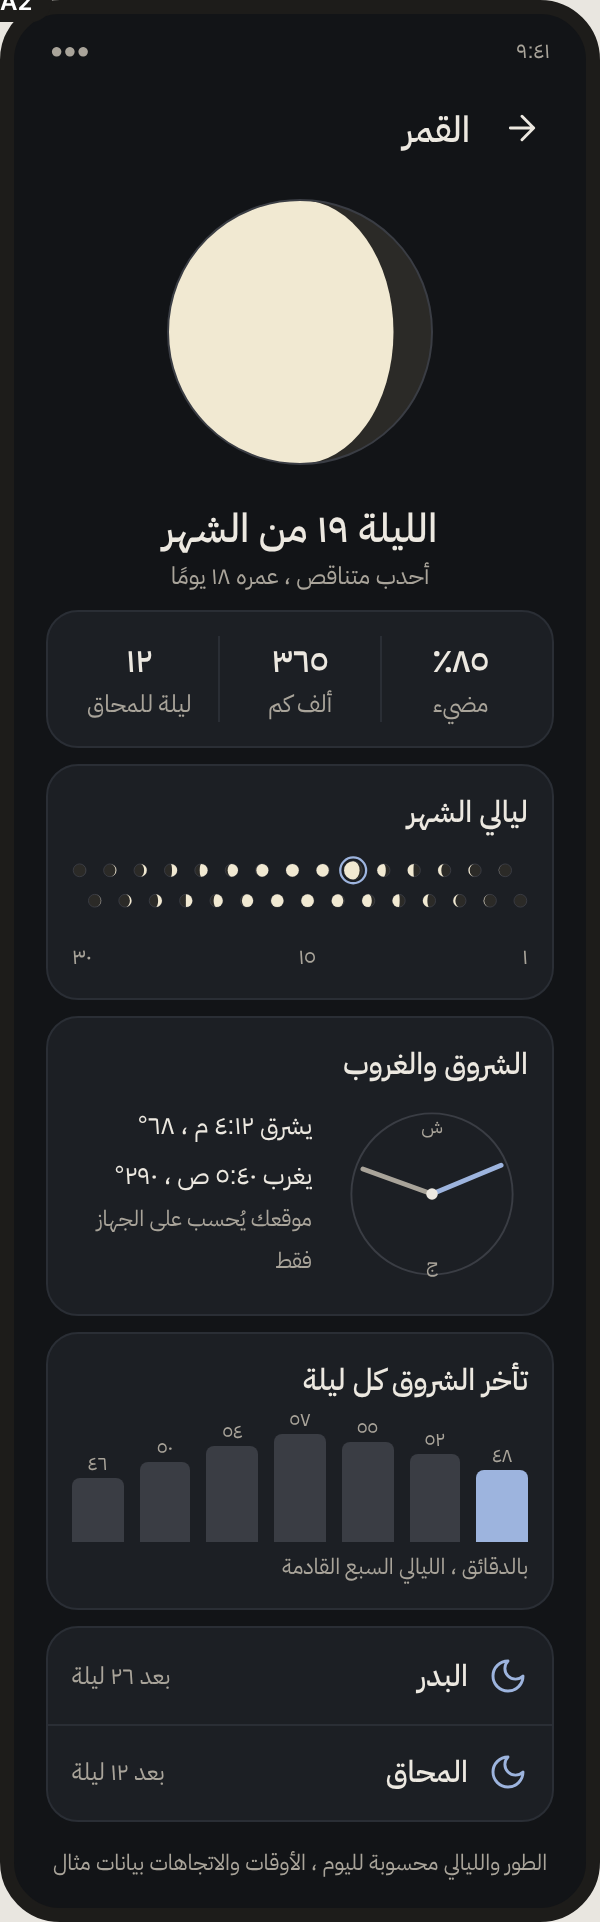 A2
٩:٤١
القمر
الليلة ١٩ من الشهر
أحدب متناقص ، عمره ١٨ يومًا
٨٥٪ ٣٦٥ ١٢
مضيء ألف كم ليلة للمحاق
ليالي الشهر
١ ١٥ ٣٠
الشروق والغروب
ش
ج
يشرق ٤:١٢ م ، ٦٨°
يغرب ٥:٤٠ ص ، ٢٩٠°
موقعك يُحسب على الجهاز
فقط
تأخر الشروق كل ليلة
٤٨ ٥٢ ٥٥ ٥٧ ٥٤ ٥٠ ٤٦
بالدقائق ، الليالي السبع القادمة
البدر بعد ٢٦ ليلة
المحاق بعد ١٢ ليلة
الطور والليالي محسوبة لليوم ، الأوقات والاتجاهات بيانات مثال